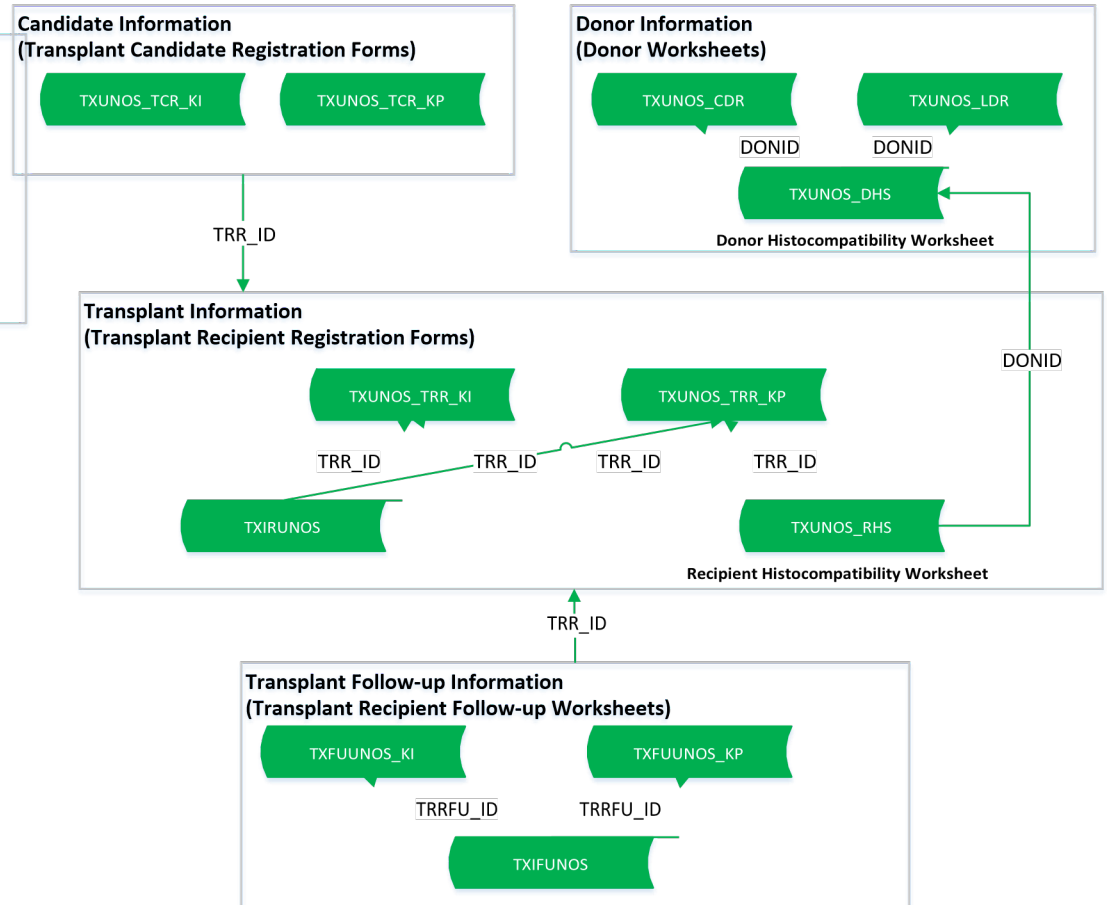 Candidate Information
(Transplant Candidate Registration Forms)
TXUNOS_TCR_KI
TXUNOS_TCR_KP
Donor Information
(Donor Worksheets)
TXUNOS_CDR
TXUNOS_LDR
DONID
DONID
TXUNOS_DHS
Donor Histocompatibility Worksheet
TRR_ID
Transplant Information
(Transplant Recipient Registration Forms)
DONID
TXUNOS_TRR_KI
TXUNOS_TRR_KP
TRR_ID
TRR_ID
TRR_ID
TRR_ID
TXIRUNOS
TXUNOS_RHS
Recipient Histocompatibility Worksheet
TRR_ID
Transplant Follow-up Information
(Transplant Recipient Follow-up Worksheets)
TXFUUNOS_KI
TXFUUNOS_KP
TRRFU_ID
TRRFU_ID
TXIFUNOS